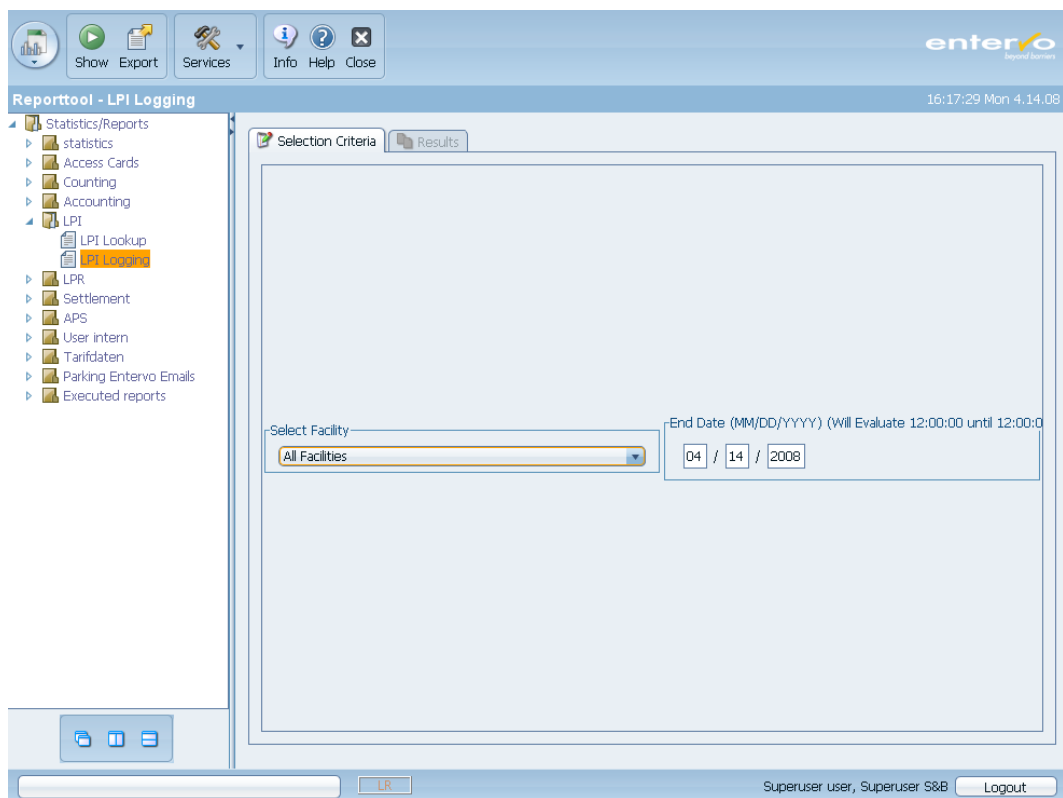 entervo
beyond barriers
Show Export Services Info Help Close
Reporttool - LPI Logging
16:17:29 Mon 4.14.08
Statistics/Reports
statistics
Access Cards
Counting
Accounting
LPI
LPI Lookup
LPI Logging
LPR
Settlement
APS
User intern
Tarifdaten
Parking Entervo Emails
Executed reports
Selection Criteria Results
Select Facility
All Facilities
End Date (MM/DD/YYYY) (Will Evaluate 12:00:00 until 12:00:0
04 / 14 / 2008
LR
Superuser user, Superuser S&B
Logout